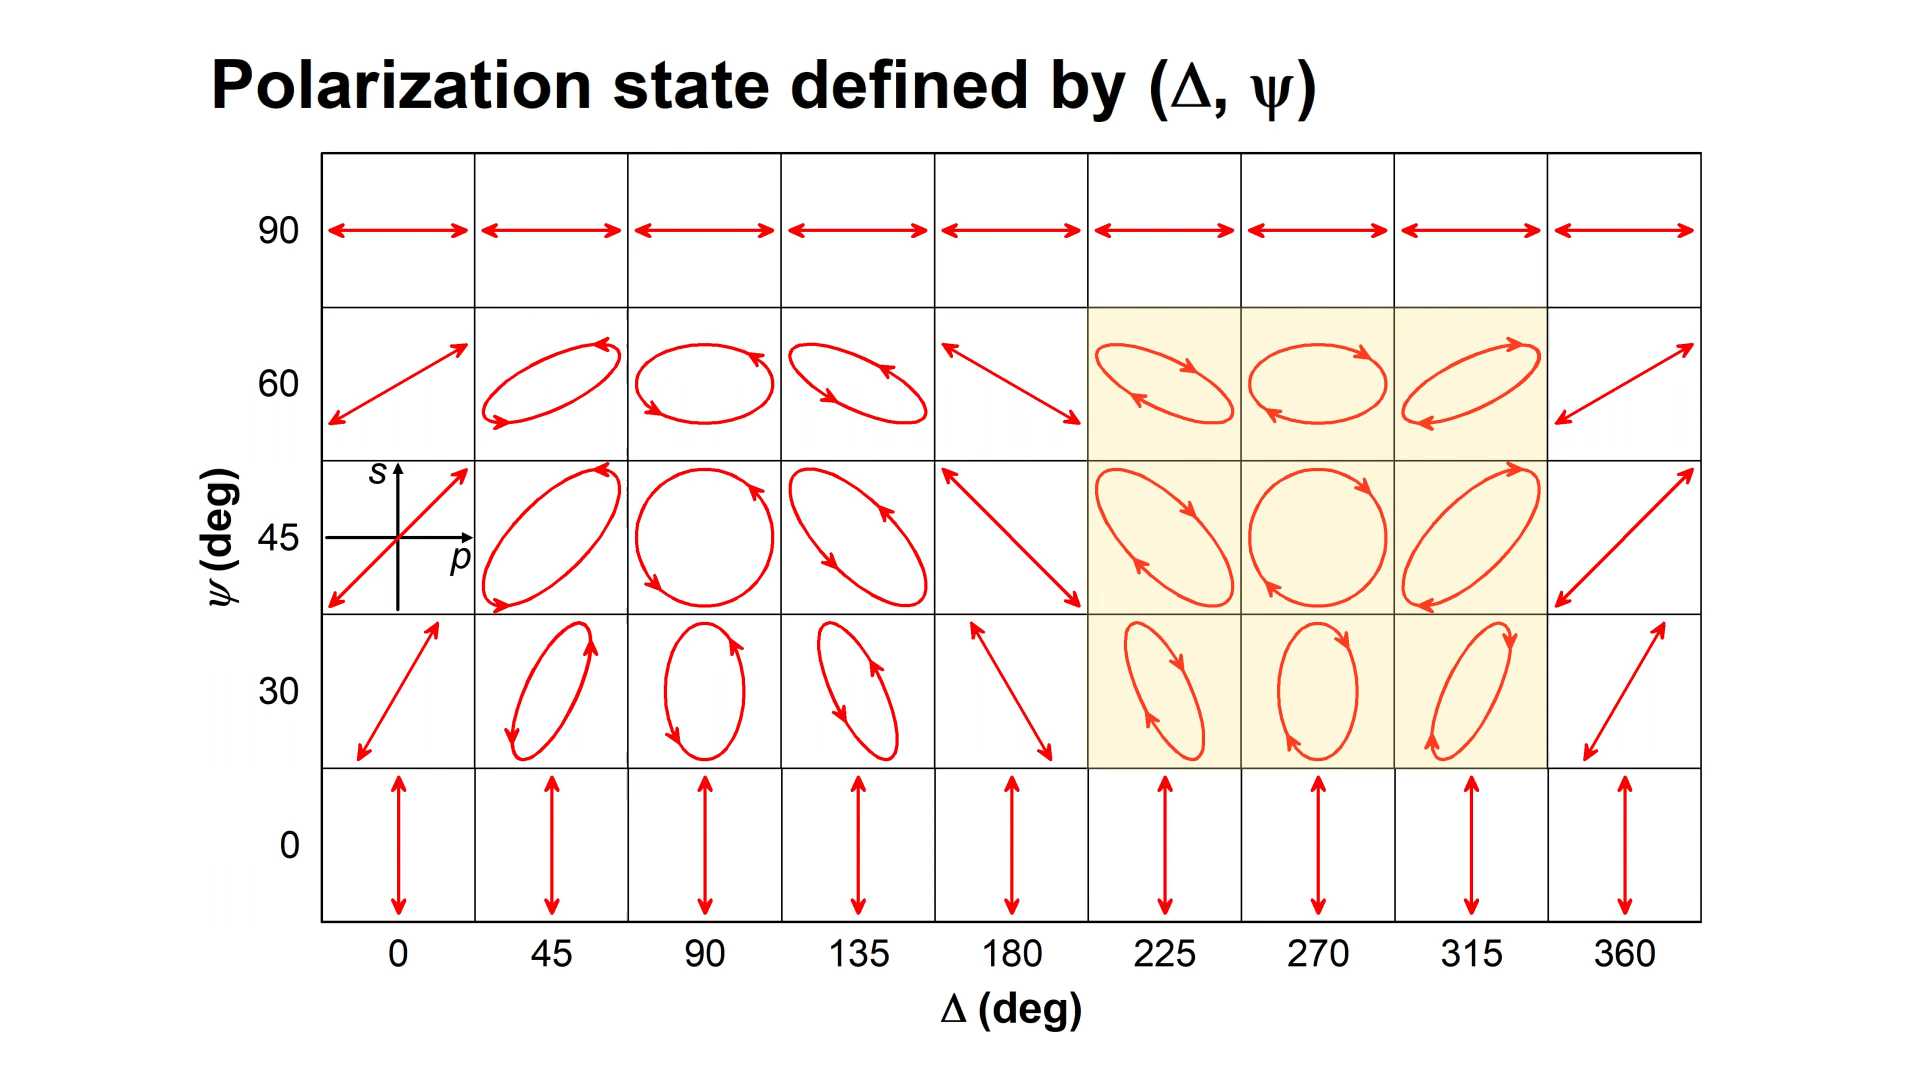 Polarization state defined by (Δ, ψ)
90
60
s
ψ (deg)
45
p
30
0
0 45 90 135 180 225 270 315 360
Δ (deg)